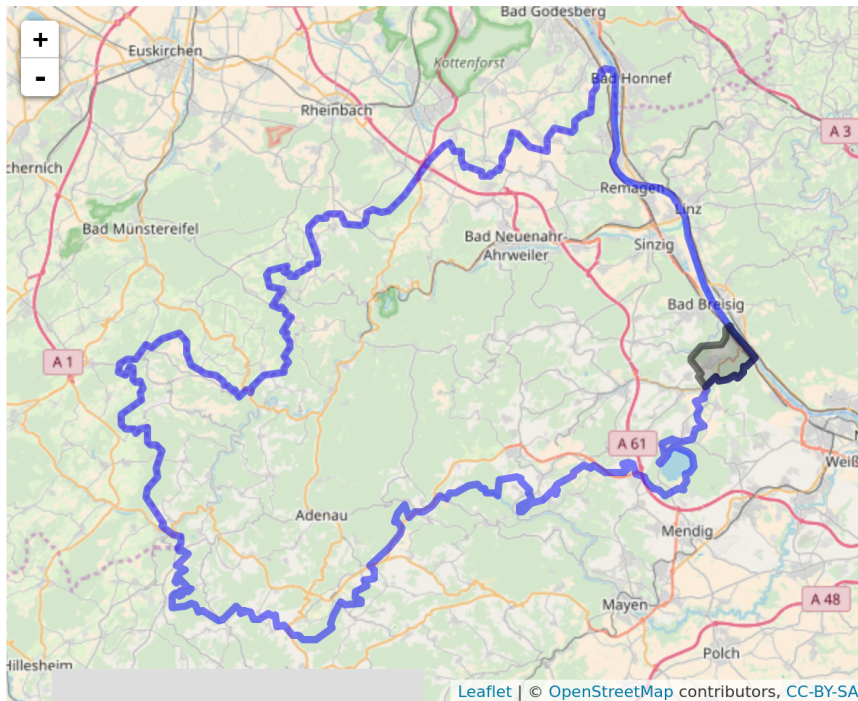 Bad Godesberg
+
Euskirchen
-
Kottenforst
Bad Honnef
Rheinbach
A 3
chernich
Remagen
Linz
Bad Münstereifel
Bad Neuenahr-
Ahrweiler
Sinzig
Bad Breisig
A 1
A 61
N
Weiß
Adenau
Mendig
Mayen
A 48
Polch
Hillesheim
Leaflet | © OpenStreetMap contributors, CC-BY-SA